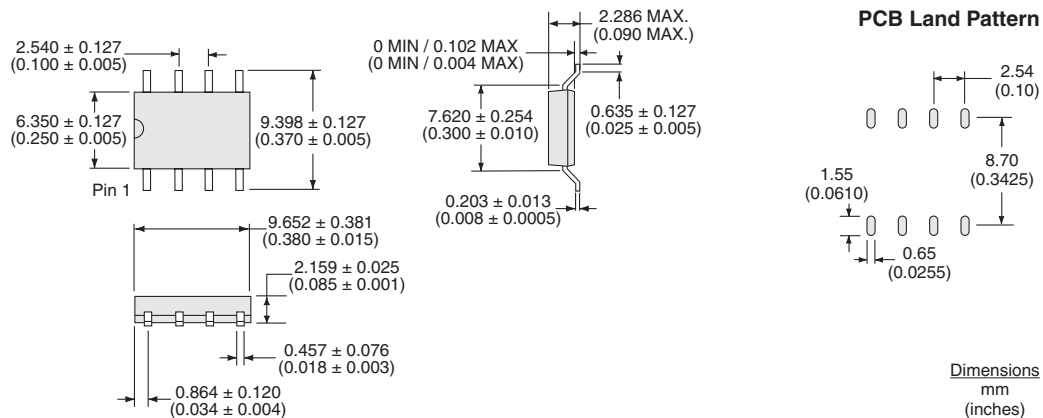 PCB Land Pattern
2.540 ± 0.127
(0.100 ± 0.005)
6.350 ± 0.127
(0.250 ± 0.005)
9.398 ± 0.127
(0.370 ± 0.005)
Pin 1
2.286 MAX.
(0.090 MAX.)
0 MIN / 0.102 MAX
(0 MIN / 0.004 MAX)
7.620 ± 0.254
(0.300 ± 0.010)
0.635 ± 0.127
(0.025 ± 0.005)
0.203 ± 0.013
(0.008 ± 0.0005)
2.54
(0.10)
8.70
(0.3425)
1.55
(0.0610)
0.65
(0.0255)
9.652 ± 0.381
(0.380 ± 0.015)
2.159 ± 0.025
(0.085 ± 0.001)
0.457 ± 0.076
(0.018 ± 0.003)
0.864 ± 0.120
(0.034 ± 0.004)
Dimensions
mm
(inches)